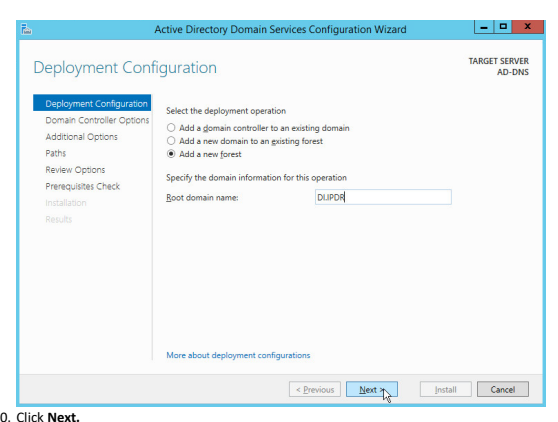 Active Directory Domain Services Configuration Wizard
Deployment Configuration
TARGET SERVER
AD-DNS
Deployment Configuration
Domain Controller Options
Additional Options
Paths
Review Options
Prerequisites Check
Installation
Results
Select the deployment operation
Add a domain controller to an existing domain
Add a new domain to an existing forest
Add a new forest
Specify the domain information for this operation
Root domain name:
DIJPDR
More about deployment configurations
< Previous
Next >
Install
Cancel
0. Click Next.